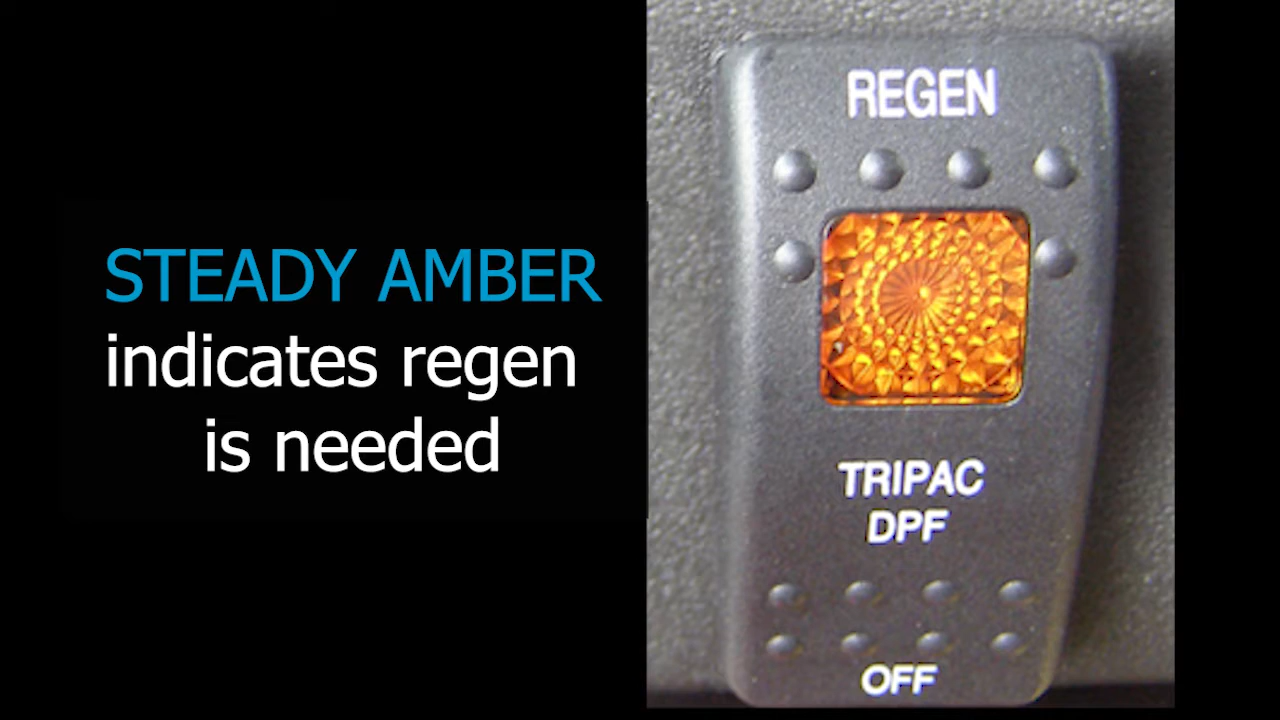 STEADY AMBER
indicates regen
is needed
REGEN
TRIPAC
DPF
OFF